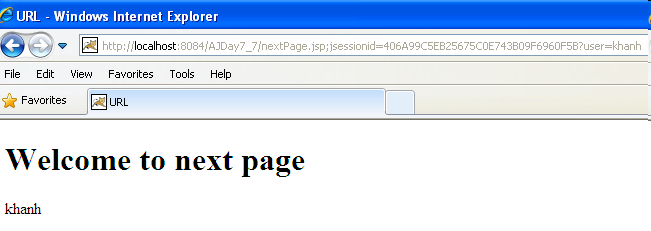 URL - Windows Internet Explorer
http://localhost:8084/AJDay7_7/nextPage.jsp;jsessionid=406A99C5EB25675C0E743B09F6960F5B?user=khanh
File Edit View Favorites Tools Help
Favorites URL
Welcome to next page
khanh